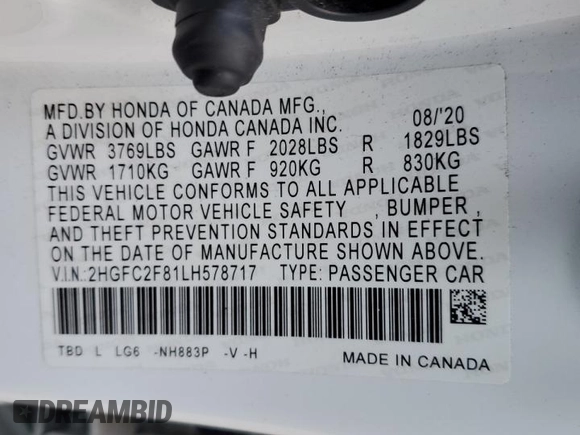 MFD.BY HONDA OF CANADA MFG., 08/'20
A DIVISION OF HONDA CANADA INC.
GVWR 3769LBS GAWR F 2028LBS R 1829LBS
GVWR 1710KG GAWR F 920KG R 830KG
THIS VEHICLE CONFORMS TO ALL APPLICABLE
FEDERAL MOTOR VEHICLE SAFETY , BUMPER ,
AND THEFT PREVENTION STANDARDS IN EFFECT
ON THE DATE OF MANUFACTURE SHOWN ABOVE.
V.I.N.:2HGFC2F81LH578717 TYPE: PASSENGER CAR
TBD L LG6 -NH883P -V -H
MADE IN CANADA
DREAMBID